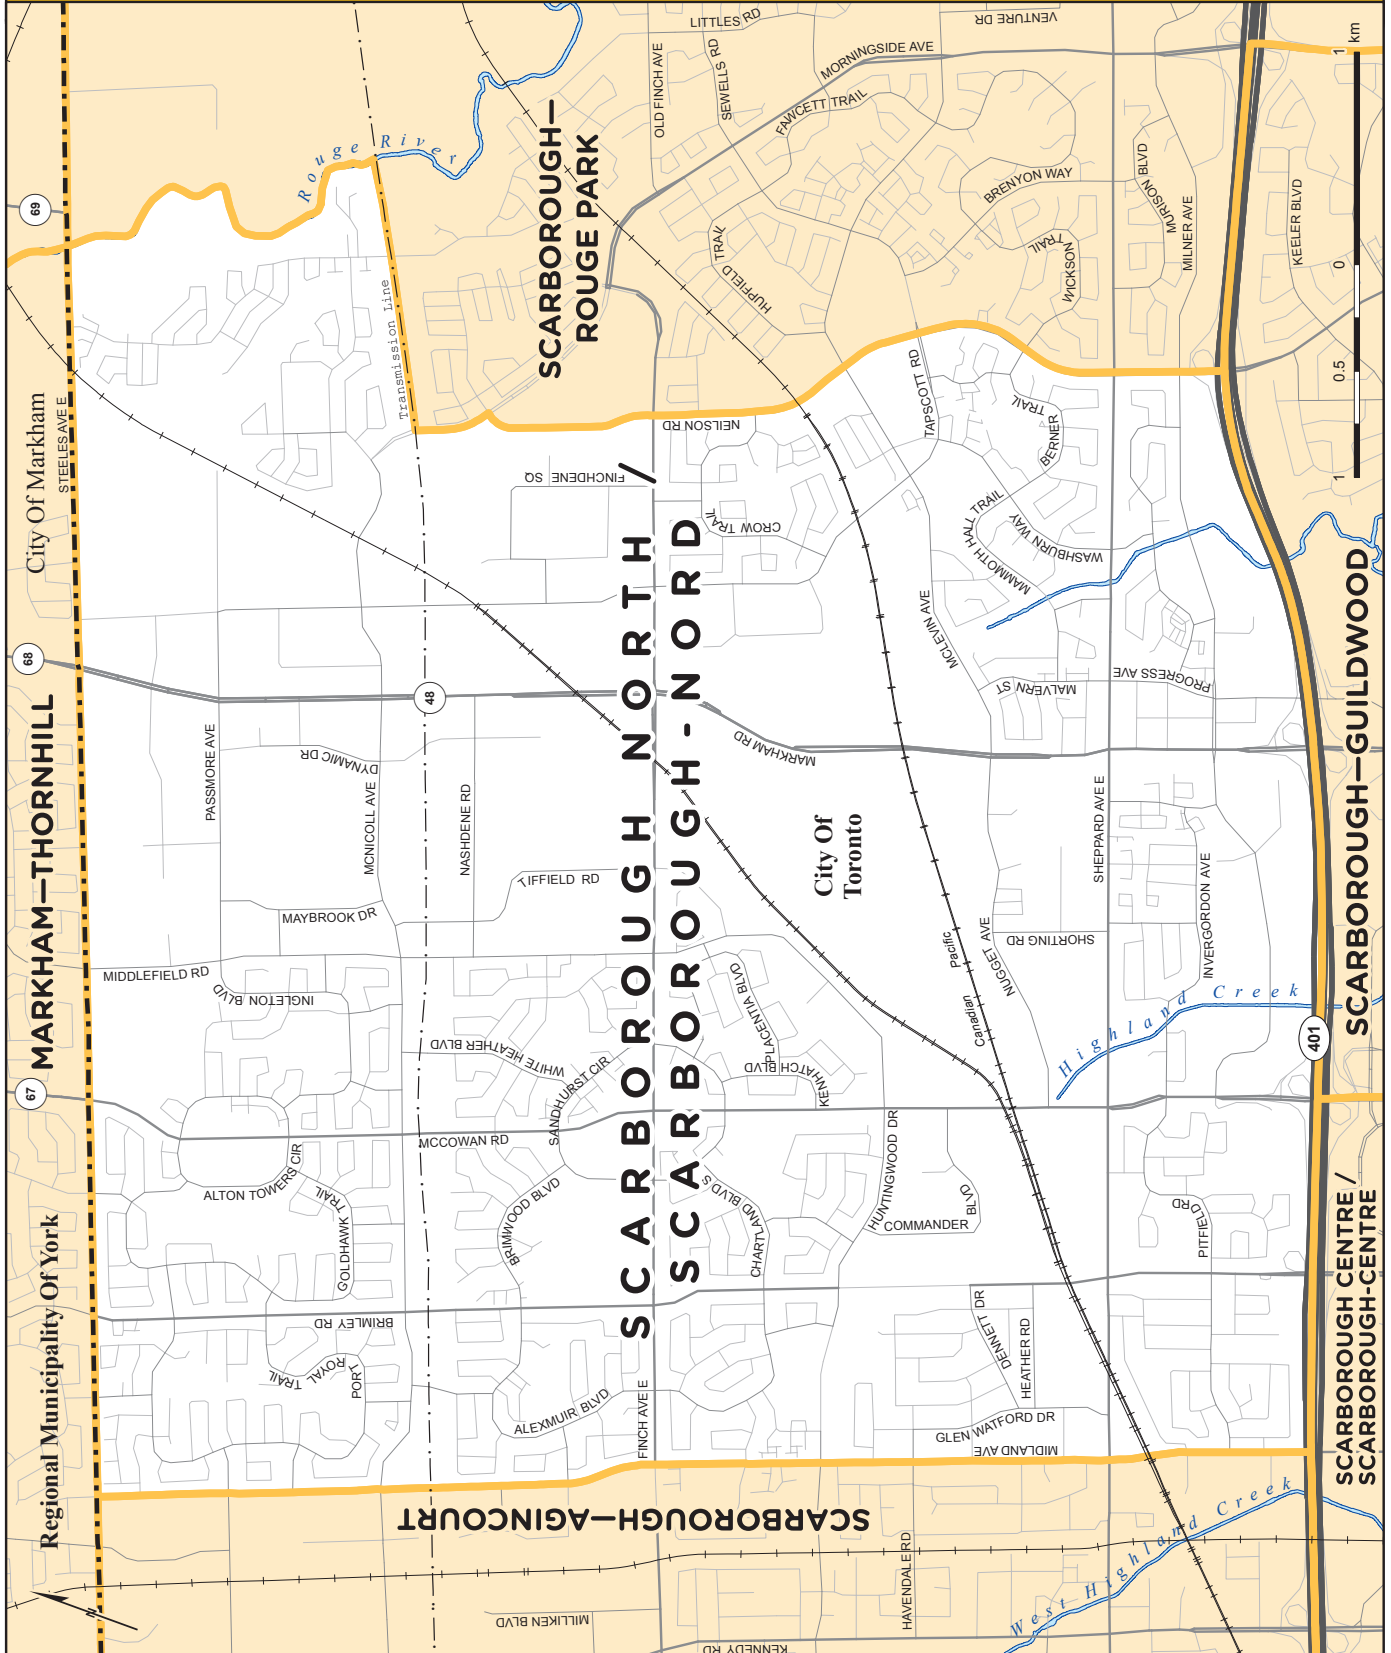 Regional Municipality Of York
MARKHAM—THORNHILL
City Of Markham
67
68
69
STEELES AVE E
SCARBOROUGH NORTH /
SCARBOROUGH-NORD
SCARBOROUGH—
ROUGE PARK
SCARBOROUGH—AGINCOURT
SCARBOROUGH CENTRE /
SCARBOROUGH-CENTRE
SCARBOROUGH—GUILDWOOD
City Of
Toronto
Rouge River
Transmission Line
Highland Creek
West Highland Creek
Canadian Pacific
48
401
N
MIDDLEFIELD RD
PASSMORE AVE
DYNAMIC DR
MCNICOLL AVE
NASHDENE RD
MAYBROOK DR
TIFFIELD RD
INGLETON BLVD
WHITE HEATHER BLVD
SANDHURST CIR
MCCOWAN RD
ALTON TOWERS CIR
GOLDHAWK TRAIL
BRIMWOOD BLVD
BRIMLEY RD
PORT ROYAL TRAIL
ALEXMUIR BLVD
FINCH AVE E
MILLIKEN BLVD
KENNEDY RD
HAVENDALE RD
MIDLAND AVE
GLEN WATFORD DR
HEATHER RD
DENNETT DR
COMMANDER BLVD
HUNTINGWOOD DR
CHARTLAND BLVD S
PLACENTIA BLVD
KENHATCH BLVD
PITFIELD RD
INVERGORDON AVE
SHORTING RD
NUGGET AVE
SHEPPARD AVE E
MARKHAM RD
MALVERN ST
PROGRESS AVE
MCLEVIN AVE
MAMMOTH HALL TRAIL
WASHBURN WAY
BERNER TRAIL
TAPSCOTT RD
CROW TRAIL
FINCHDENE SQ
NEILSON RD
HUPFIELD TRAIL
WICKSON TRAIL
BRENYON WAY
MURISON BLVD
MILNER AVE
KEELER BLVD
FAWCETT TRAIL
MORNINGSIDE AVE
SEWELLS RD
LITTLES RD
OLD FINCH AVE
VENTURE DR
1 0.5 0 1 km